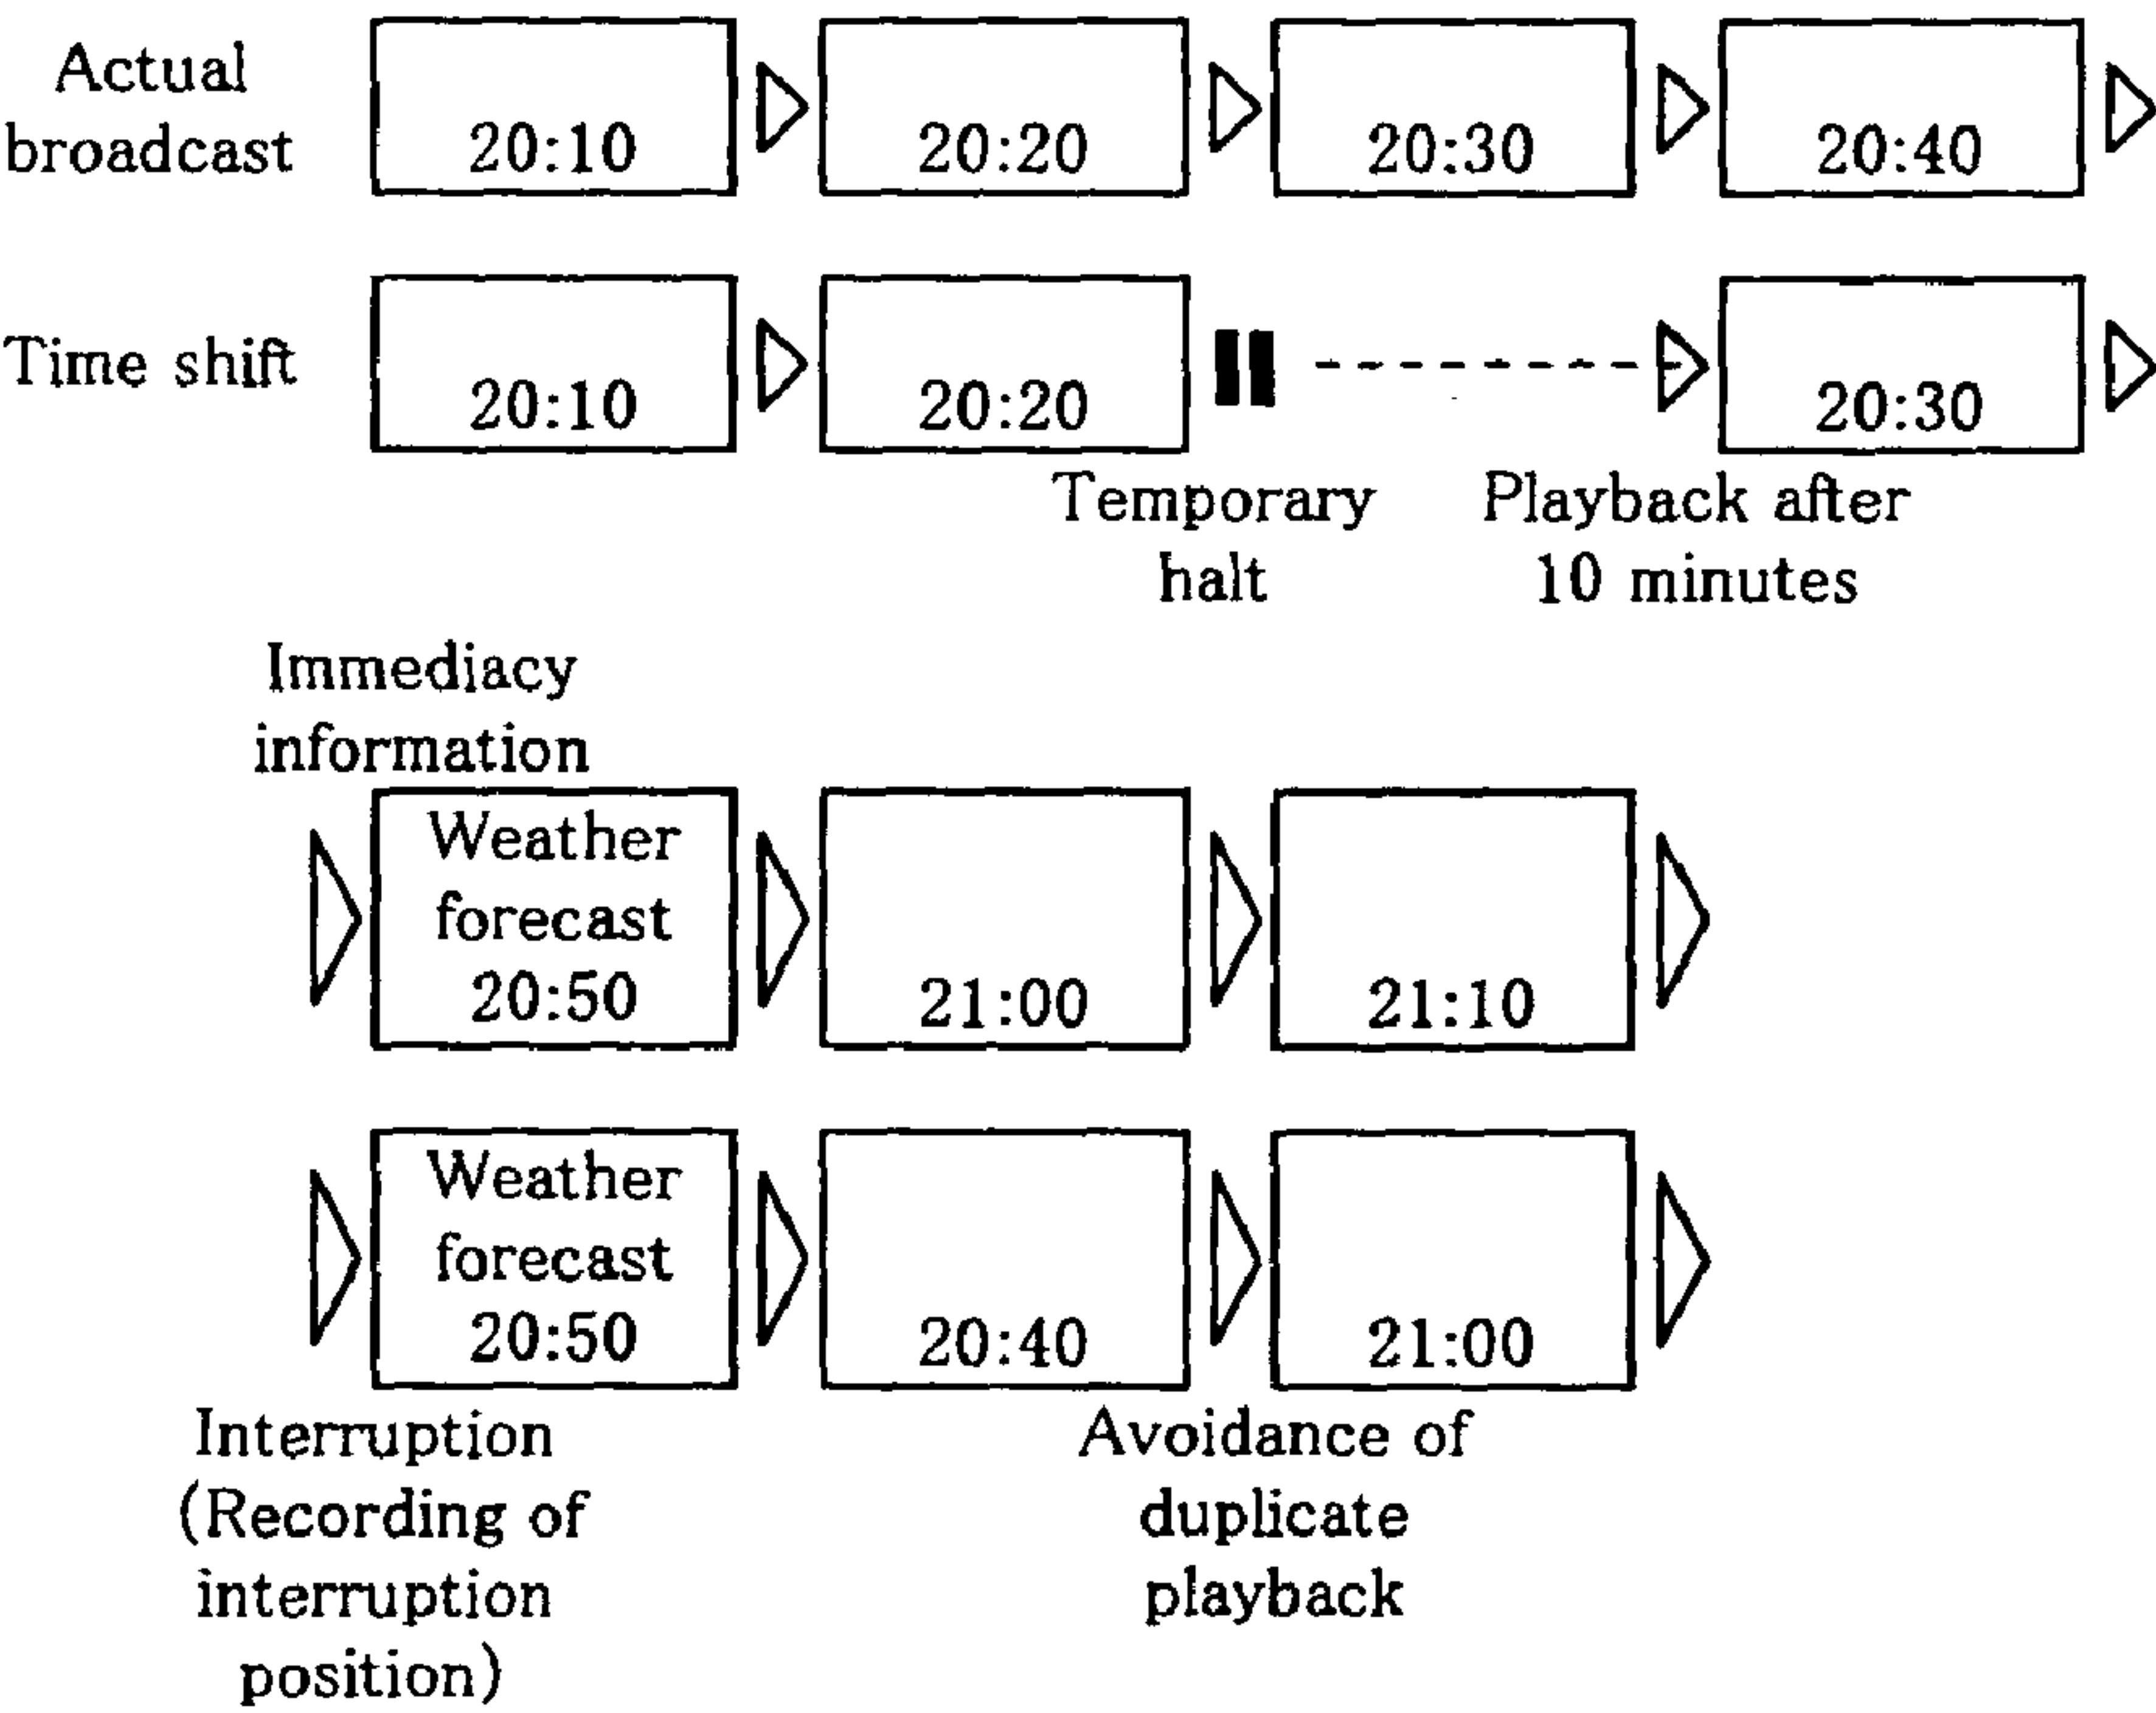 Actual
broadcast
20:10
20:20
20:30
20:40
Time shift
20:10
20:20
20:30
Temporary
halt
Playback after
10 minutes
Immediacy
information
Weather
forecast
20:50
21:00
21:10
Weather
forecast
20:50
20:40
21:00
Interruption
(Recording of
interruption
position)
Avoidance of
duplicate
playback